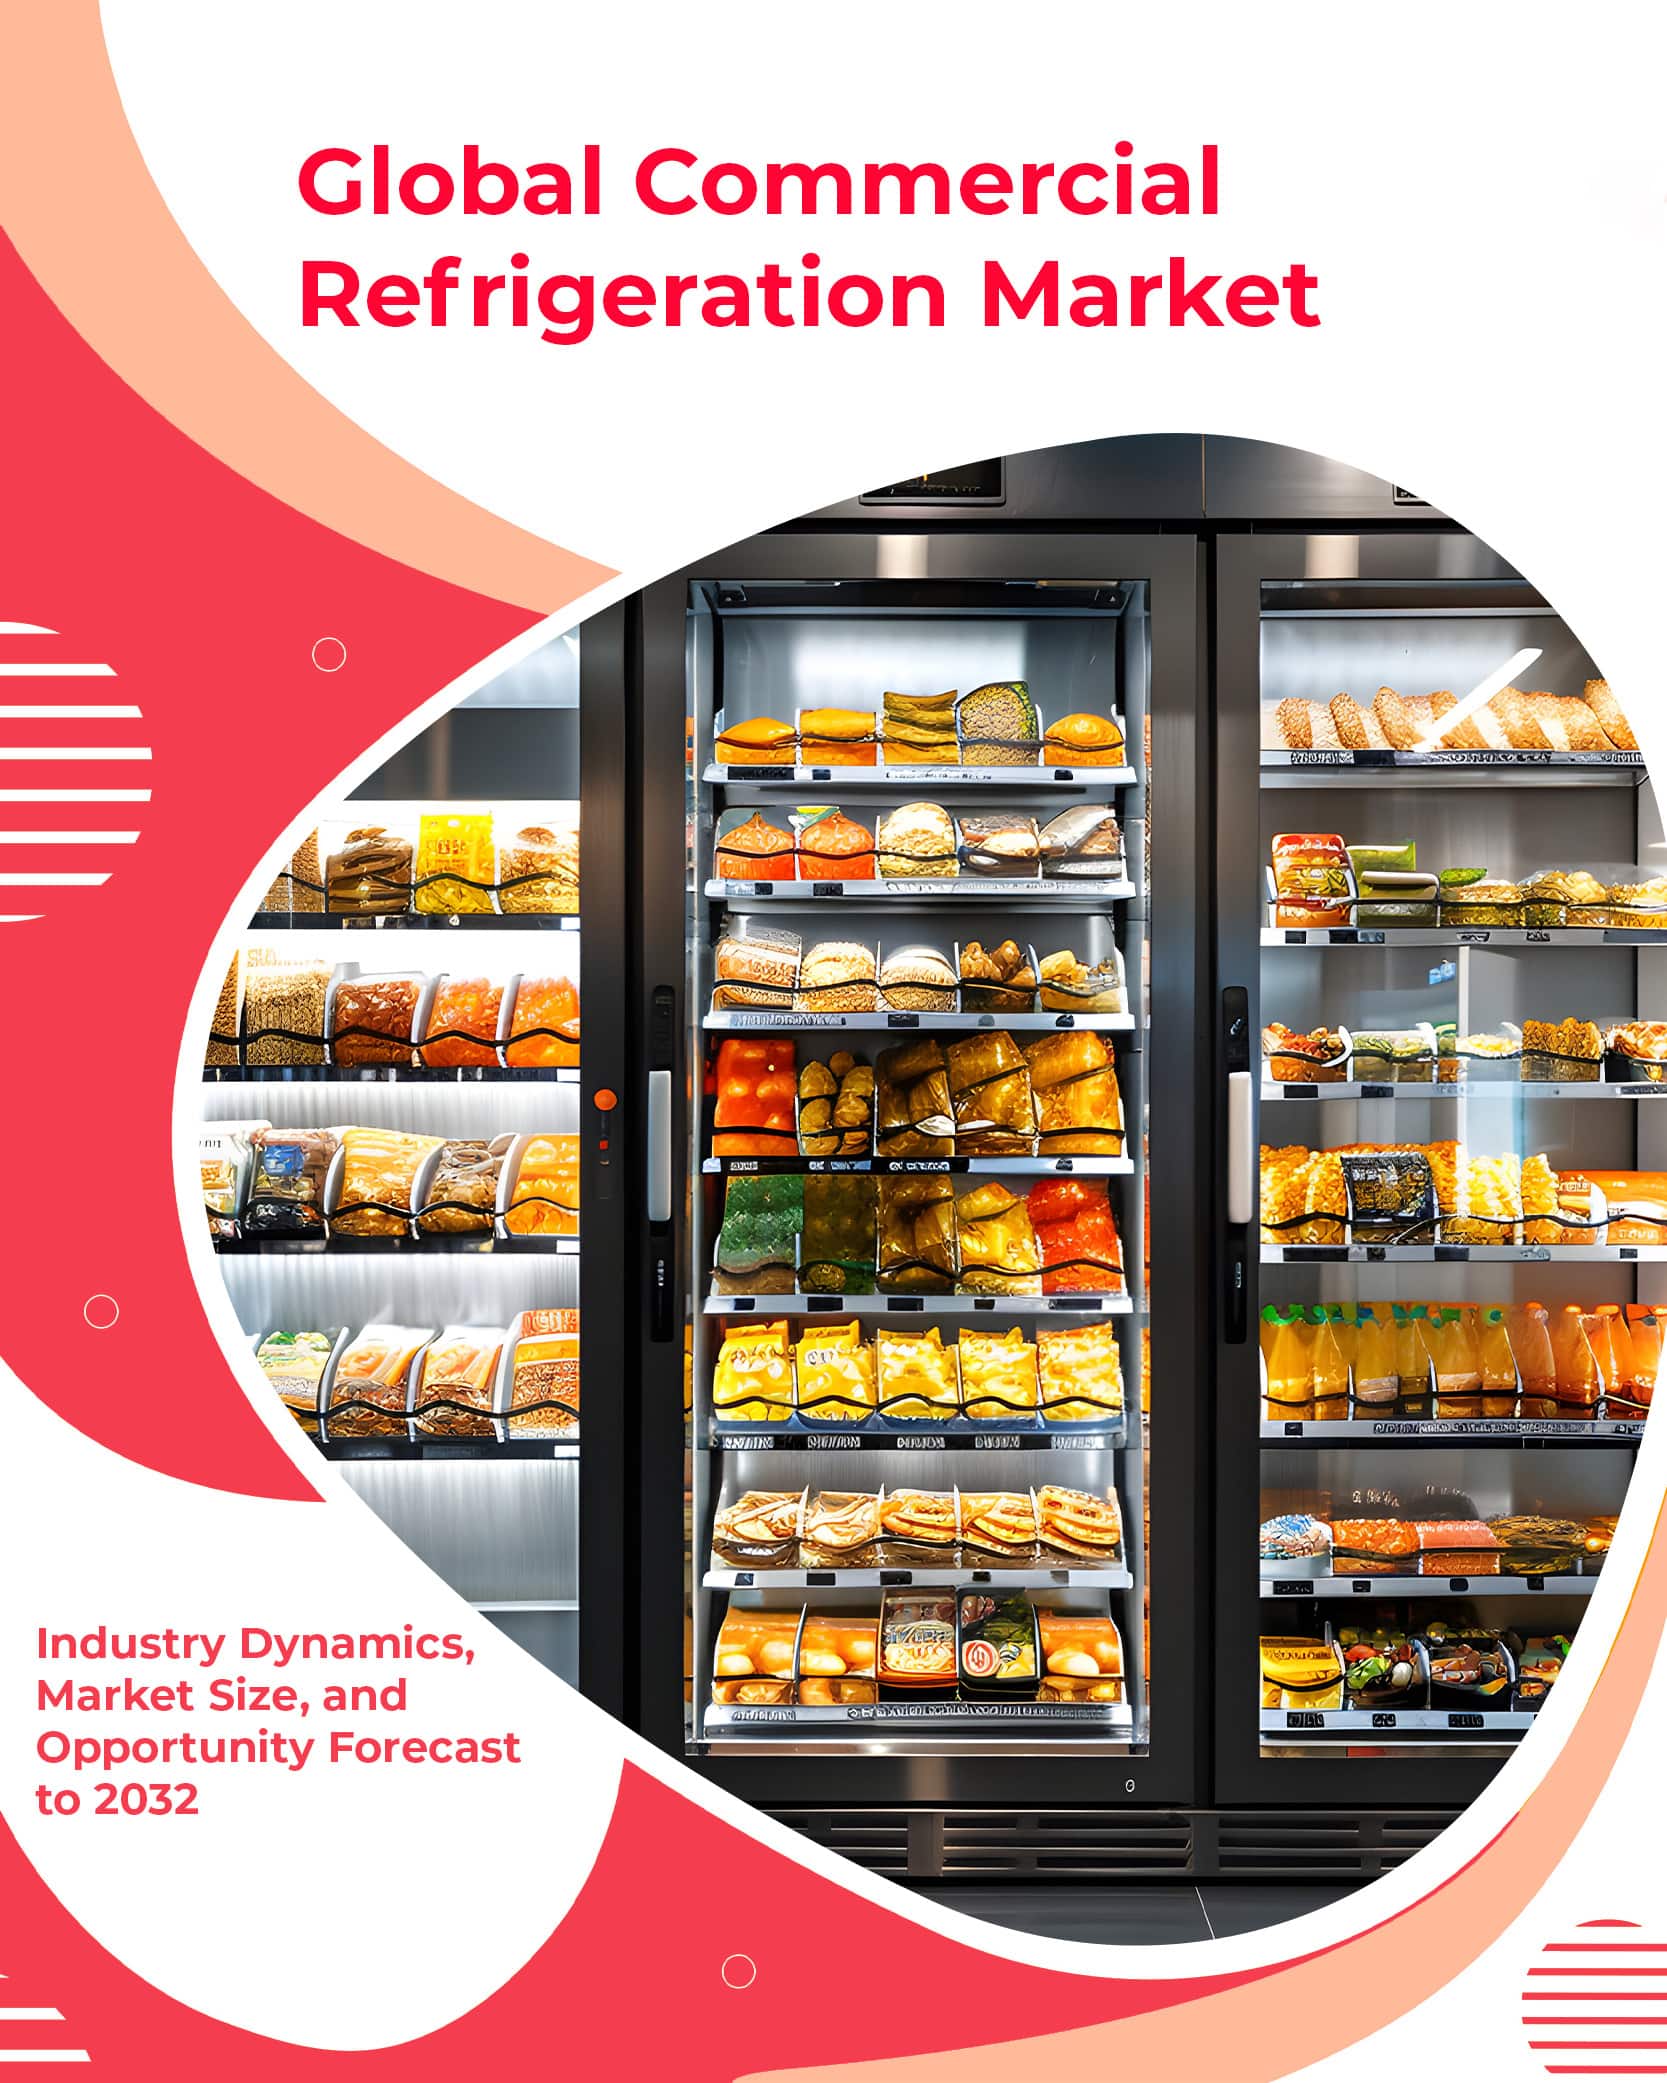 Global Commercial
Refrigeration Market
Industry Dynamics,
Market Size, and
Opportunity Forecast
to 2032